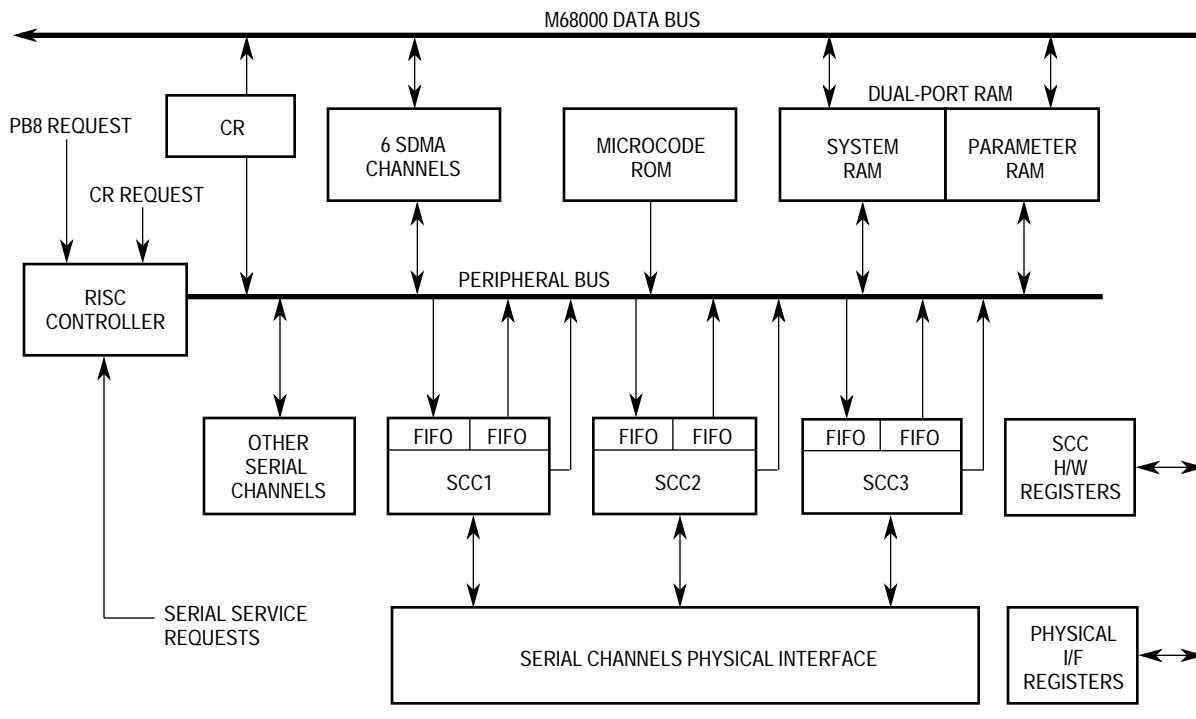 M68000 DATA BUS
DUAL-PORT RAM
PB8 REQUEST
CR
6 SDMA
CHANNELS
MICROCODE
ROM
SYSTEM
RAM
PARAMETER
RAM
CR REQUEST
RISC
CONTROLLER
PERIPHERAL BUS
OTHER
SERIAL
CHANNELS
FIFO FIFO
SCC1
FIFO FIFO
SCC2
FIFO FIFO
SCC3
SCC
H/W
REGISTERS
SERIAL SERVICE
REQUESTS
SERIAL CHANNELS PHYSICAL INTERFACE
PHYSICAL
I/F
REGISTERS